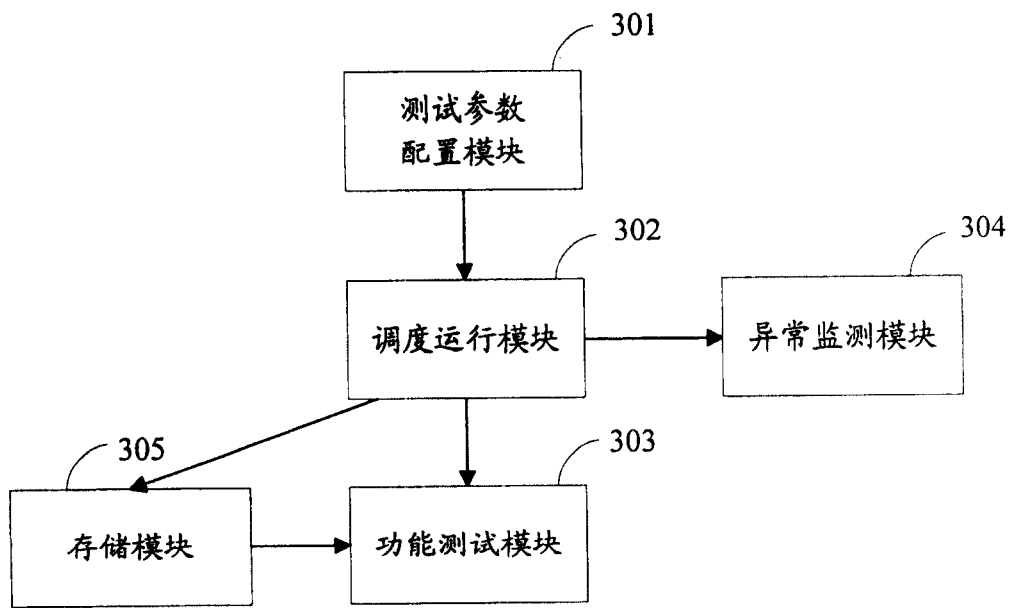 301
测试参数
配置模块
302
调度运行模块
304
异常监测模块
305
存储模块
303
功能测试模块